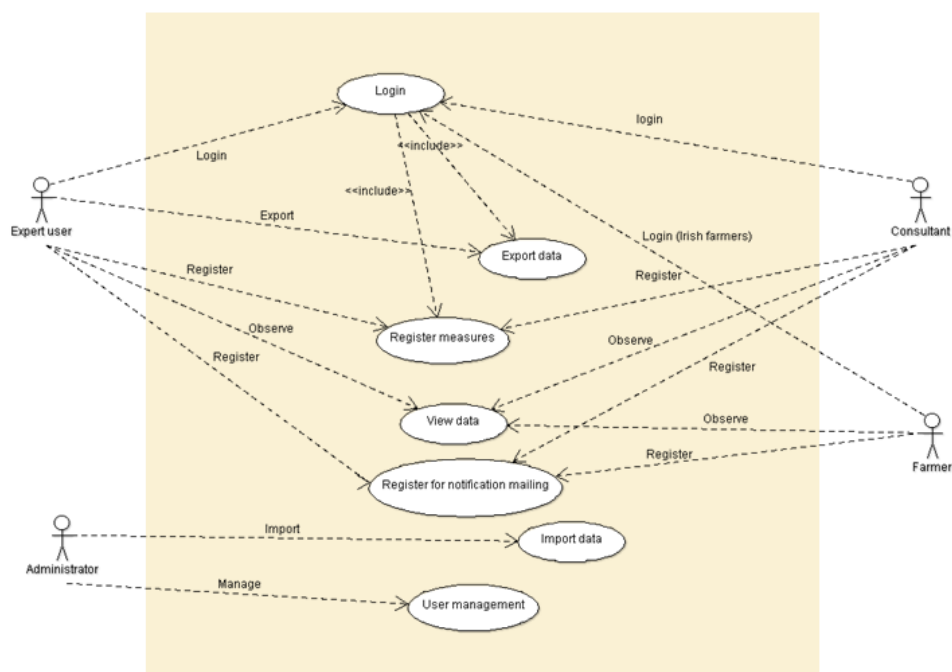 Login
login
<<include>>
Login
<<include>>
Expert user
Export
Consultant
Login (Irish farmers)
Export data
Register
Register
Observe
Register measures
Observe
Register
Register
View data
Observe
Register
Farmer
Register for notification mailing
Import
Import data
Administrator
Manage
User management